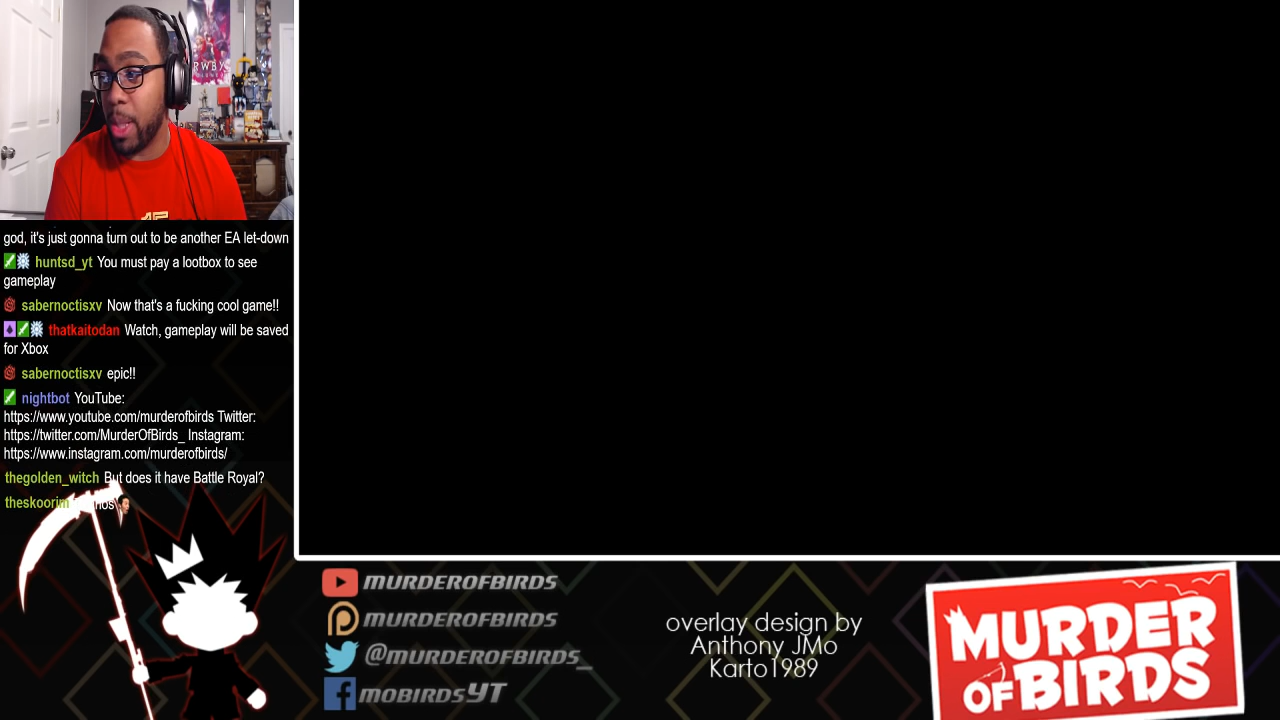 RWBY
god, it's just gonna turn out to be another EA let-down
huntsd_yt You must pay a lootbox to see
gameplay
sabernoctisxv Now that's a fucking cool game!!
thatkaitodan Watch, gameplay will be saved
for Xbox
sabernoctisxv epic!!
nightbot YouTube:
https://www.youtube.com/murderofbirds Twitter:
https://twitter.com/MurderOfBirds_ Instagram:
https://www.instagram.com/murderofbirds/
thegolden_witch But does it have Battle Royal?
theskoorim
MURDEROFBIRDS
MURDEROFBIRDS
@MURDEROFBIRDS_
MOBIRDSYT
overlay design by
Anthony JMo
Karto1989
MURDER
OF BIRDS